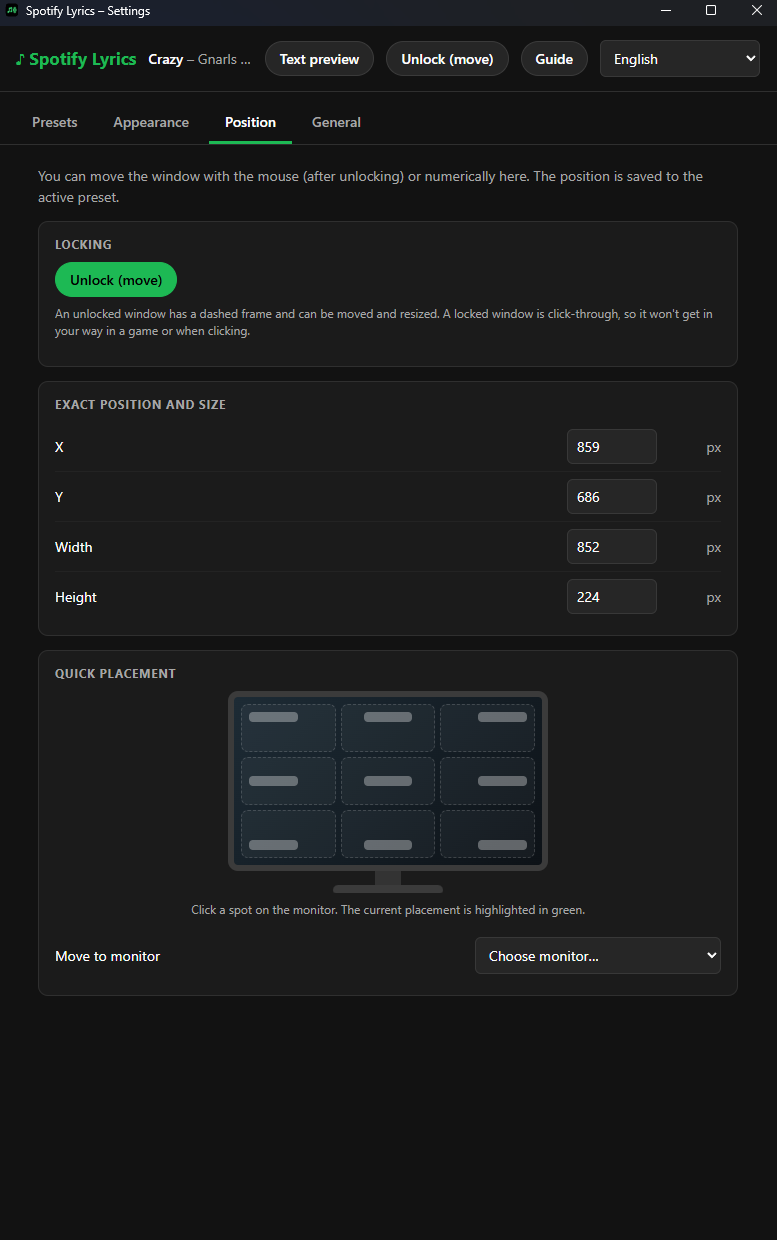 Spotify Lyrics – Settings
♪ Spotify Lyrics Crazy – Gnarls ... Text preview Unlock (move) Guide English
Presets Appearance Position General
You can move the window with the mouse (after unlocking) or numerically here. The position is saved to the
active preset.
LOCKING
Unlock (move)
An unlocked window has a dashed frame and can be moved and resized. A locked window is click-through, so it won't get in
your way in a game or when clicking.
EXACT POSITION AND SIZE
X 859 px
Y 686 px
Width 852 px
Height 224 px
QUICK PLACEMENT
Click a spot on the monitor. The current placement is highlighted in green.
Move to monitor Choose monitor...